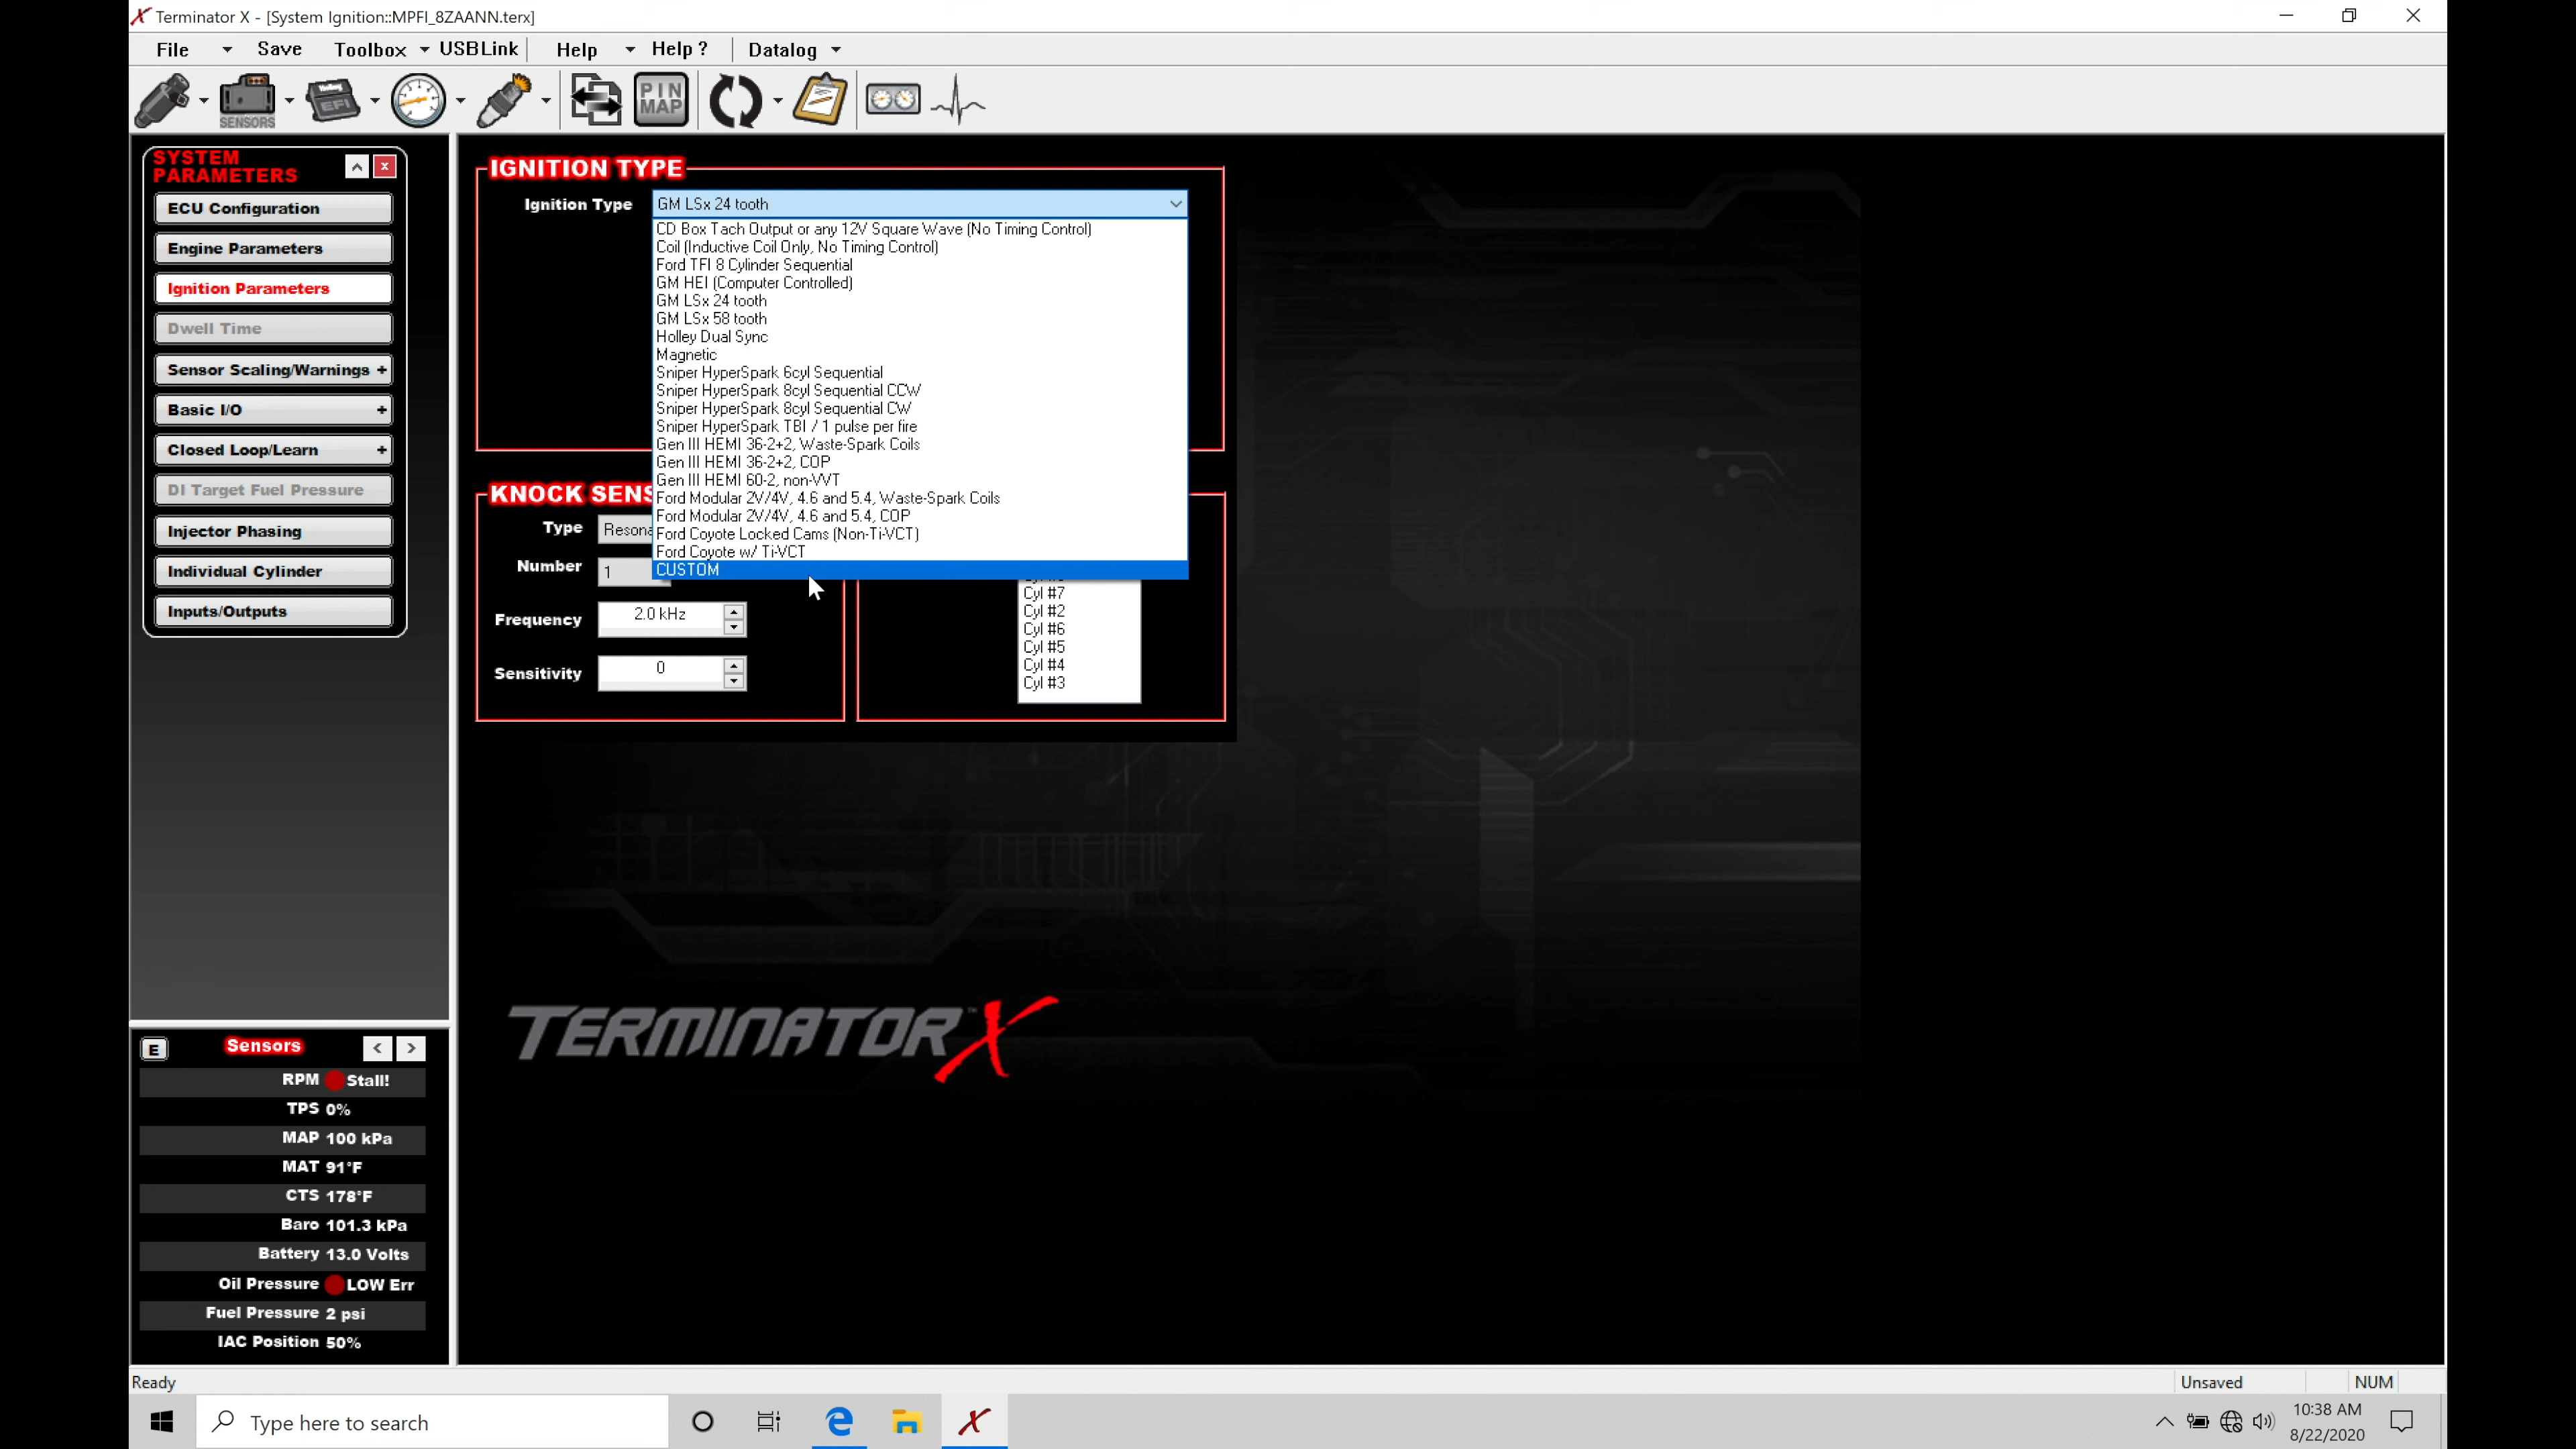 Terminator X - [System Ignition::MPFI_8ZAANN.terx]
File Save Toolbox USB Link Help Help ? Datalog
SENSORS
EFI
PIN MAP
SYSTEM
PARAMETERS
ECU Configuration
Engine Parameters
Ignition Parameters
Dwell Time
Sensor Scaling/Warnings +
Basic I/O +
Closed Loop/Learn +
DI Target Fuel Pressure
Injector Phasing
Individual Cylinder
Inputs/Outputs
IGNITION TYPE
Ignition Type GM LSx 24 tooth
CD Box Tach Output or any 12V Square Wave (No Timing Control)
Coil (Inductive Coil Only, No Timing Control)
Ford TFI 8 Cylinder Sequential
GM HEI (Computer Controlled)
GM LSx 24 tooth
GM LSx 58 tooth
Holley Dual Sync
Magnetic
Sniper HyperSpark 6cyl Sequential
Sniper HyperSpark 8cyl Sequential CCW
Sniper HyperSpark 8cyl Sequential CW
Sniper HyperSpark TBI / 1 pulse per fire
Gen III HEMI 36-2+2, Waste-Spark Coils
Gen III HEMI 36-2+2, COP
Gen III HEMI 60-2, non-VVT
Ford Modular 2V/4V, 4.6 and 5.4, Waste-Spark Coils
Ford Modular 2V/4V, 4.6 and 5.4, COP
Ford Coyote Locked Cams (Non-Ti-VCT)
Ford Coyote w/ Ti-VCT
CUSTOM
KNOCK SENS
Type Resona
Number 1
Frequency 2.0 kHz
Sensitivity 0
Cyl #7
Cyl #2
Cyl #6
Cyl #5
Cyl #4
Cyl #3
TERMINATOR X ™
E Sensors < >
RPM Stall!
TPS 0%
MAP 100 kPa
MAT 91°F
CTS 178°F
Baro 101.3 kPa
Battery 13.0 Volts
Oil Pressure LOW Err
Fuel Pressure 2 psi
IAC Position 50%
Ready Unsaved NUM
Type here to search
10:38 AM
8/22/2020